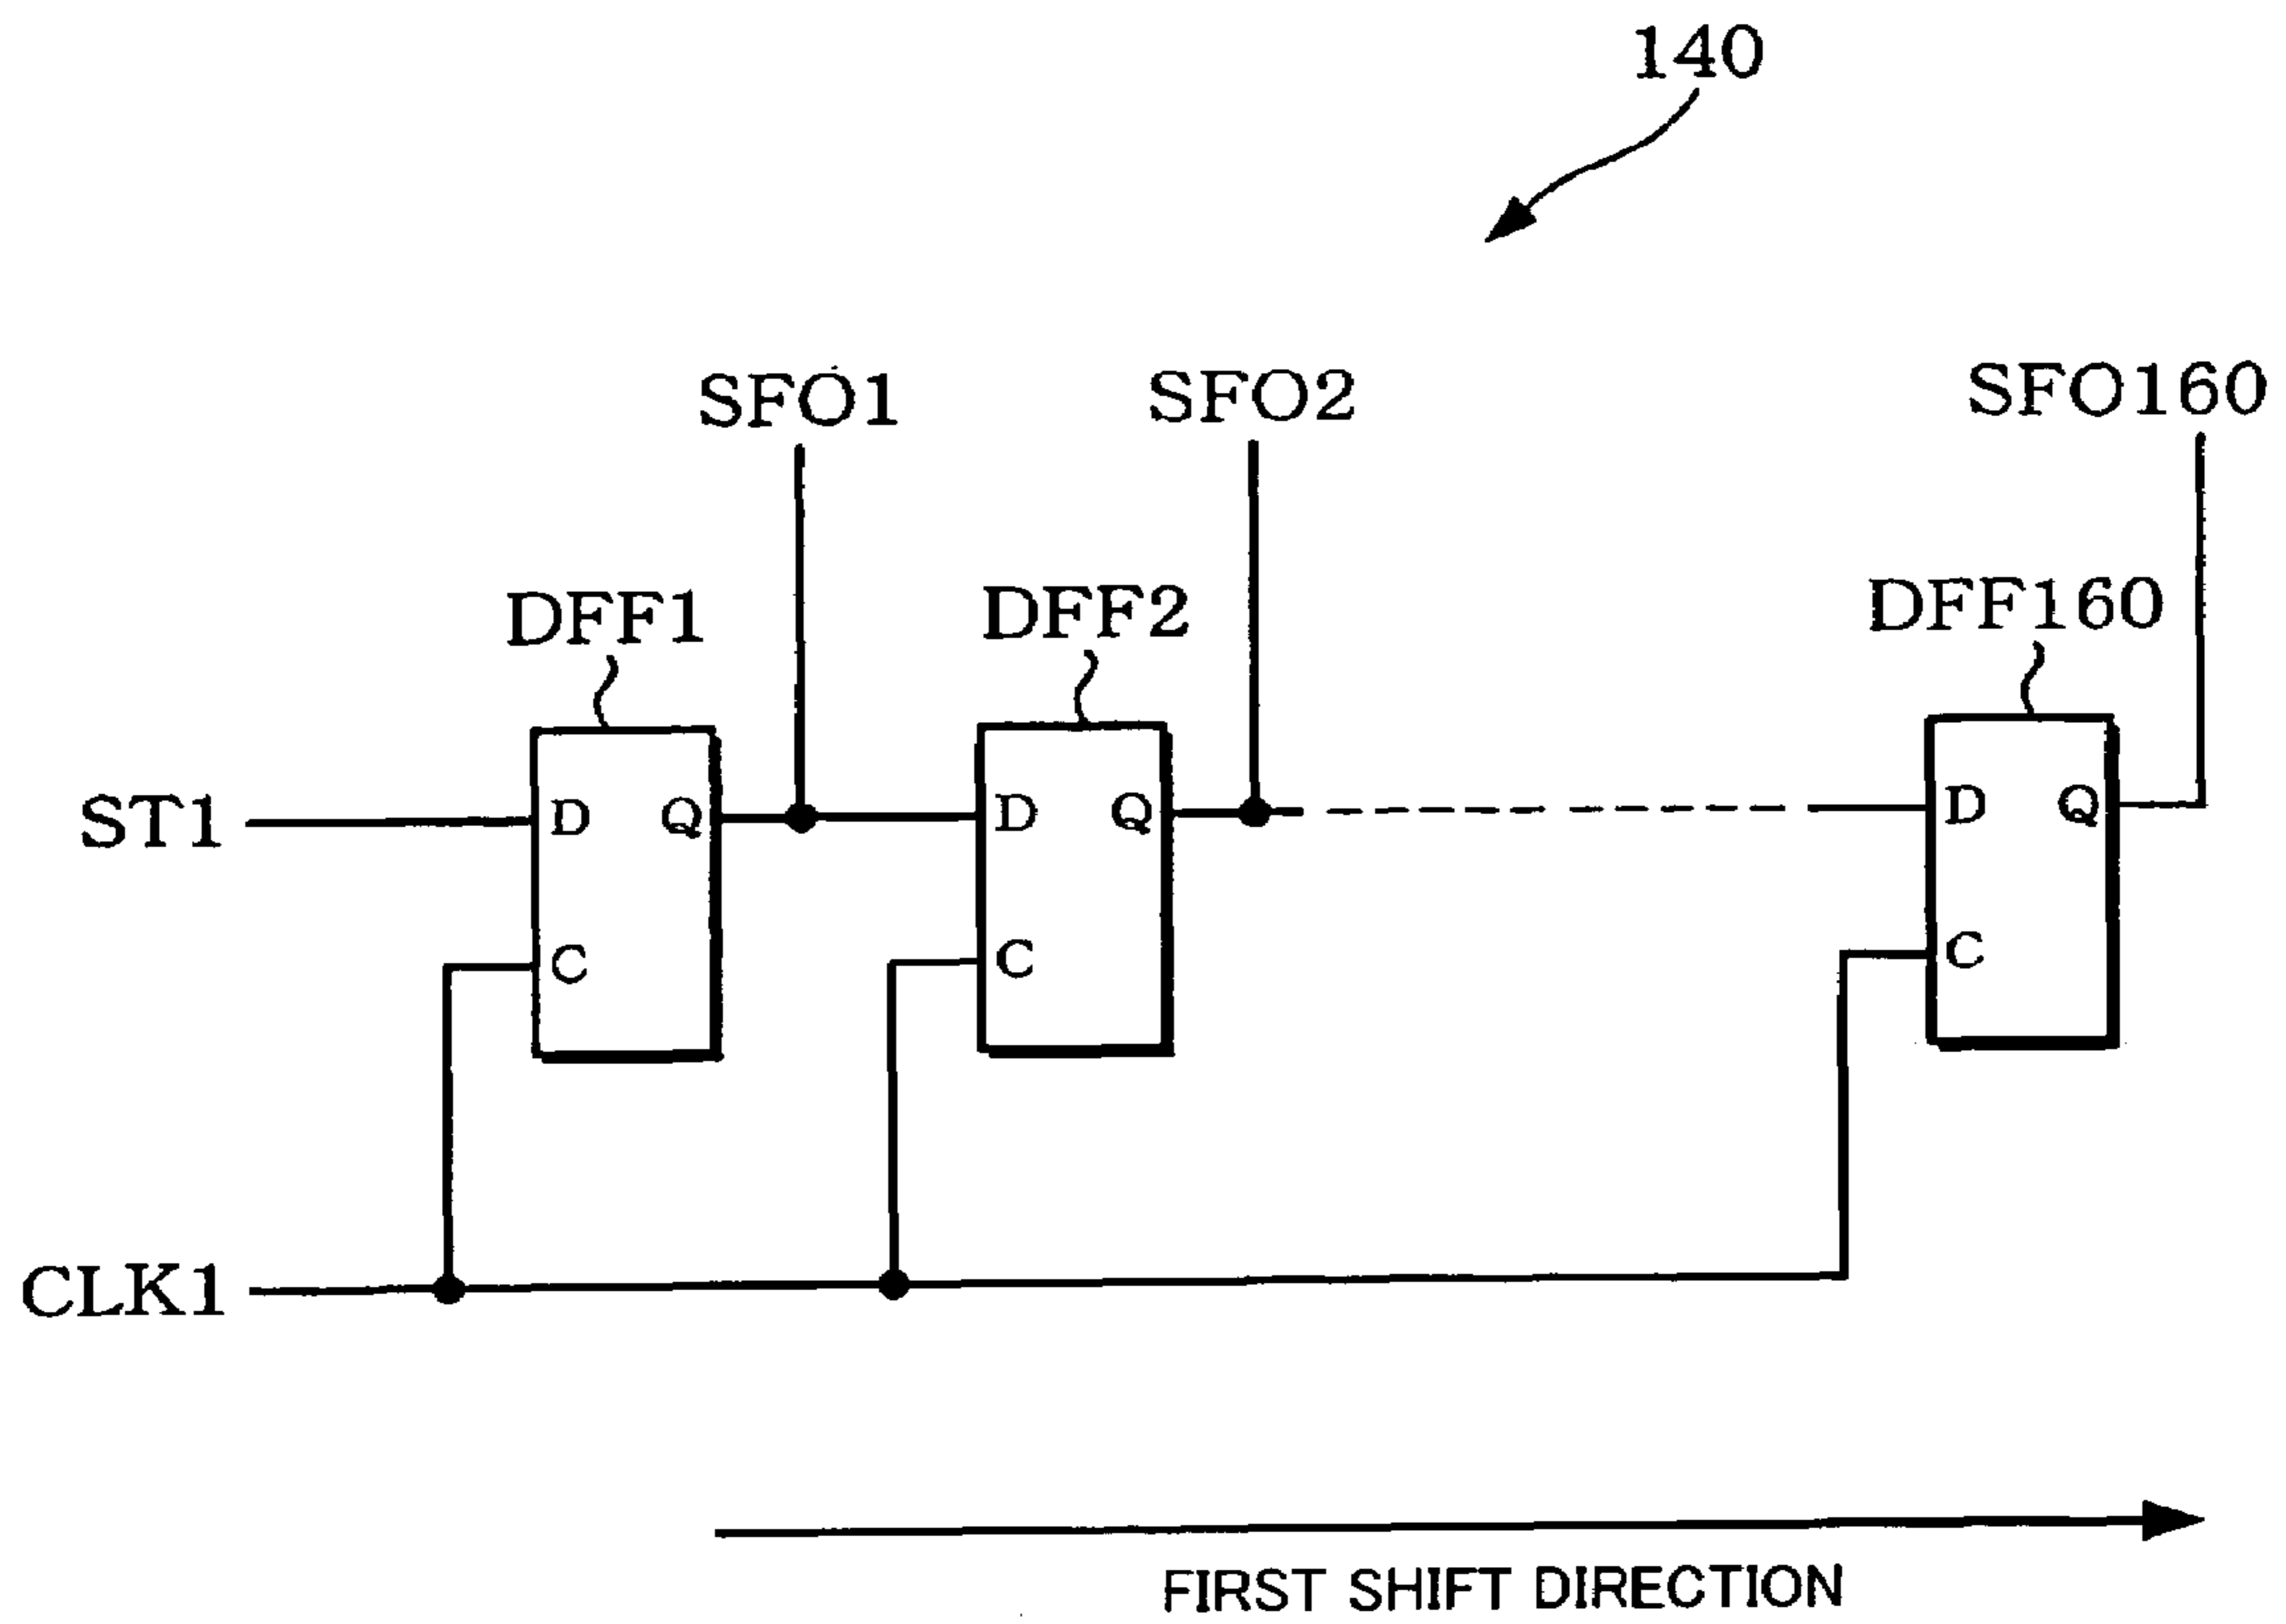 140
SFO1
SFO2
SFO160
DFF1
DFF2
DFF160
ST1
D
Q
D
Q
D
Q
C
C
C
CLK1
FIRST SHIFT DIRECTION